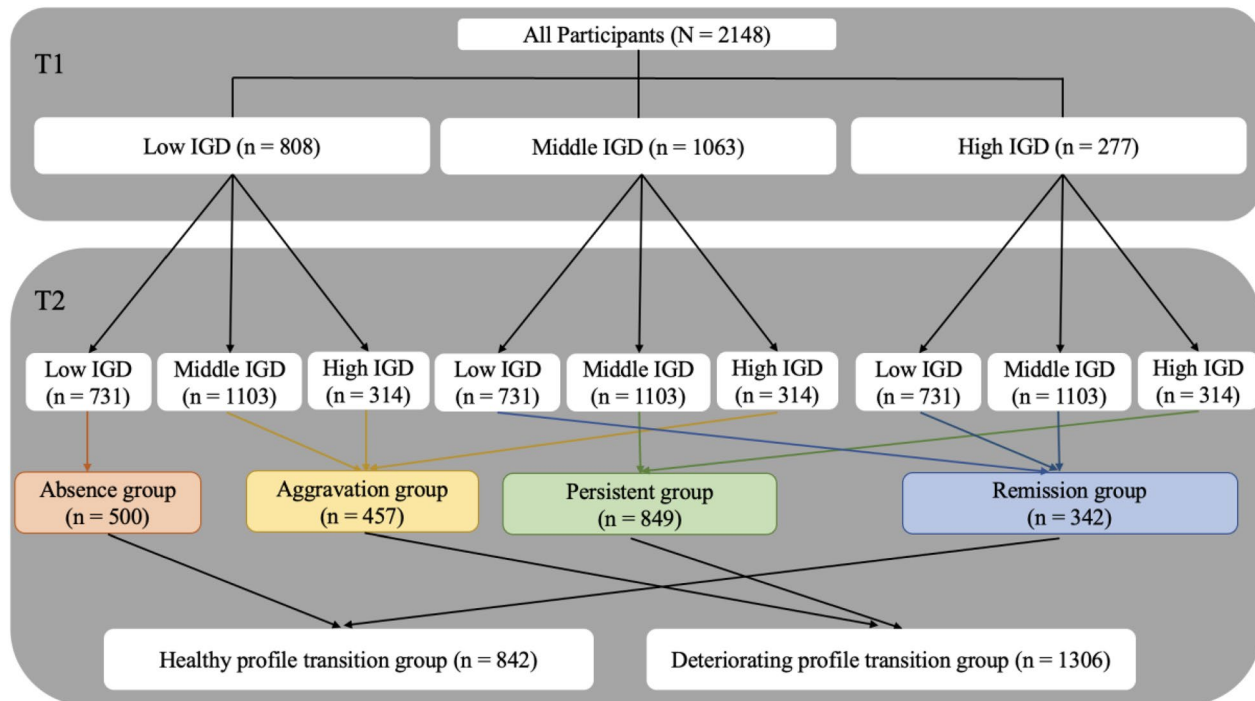 T1
All Participants (N = 2148)
Low IGD (n = 808)
Middle IGD (n = 1063)
High IGD (n = 277)
T2
Low IGD
(n = 731)
Middle IGD
(n = 1103)
High IGD
(n = 314)
Low IGD
(n = 731)
Middle IGD
(n = 1103)
High IGD
(n = 314)
Low IGD
(n = 731)
Middle IGD
(n = 1103)
High IGD
(n = 314)
Absence group
(n = 500)
Aggravation group
(n = 457)
Persistent group
(n = 849)
Remission group
(n = 342)
Healthy profile transition group (n = 842)
Deteriorating profile transition group (n = 1306)